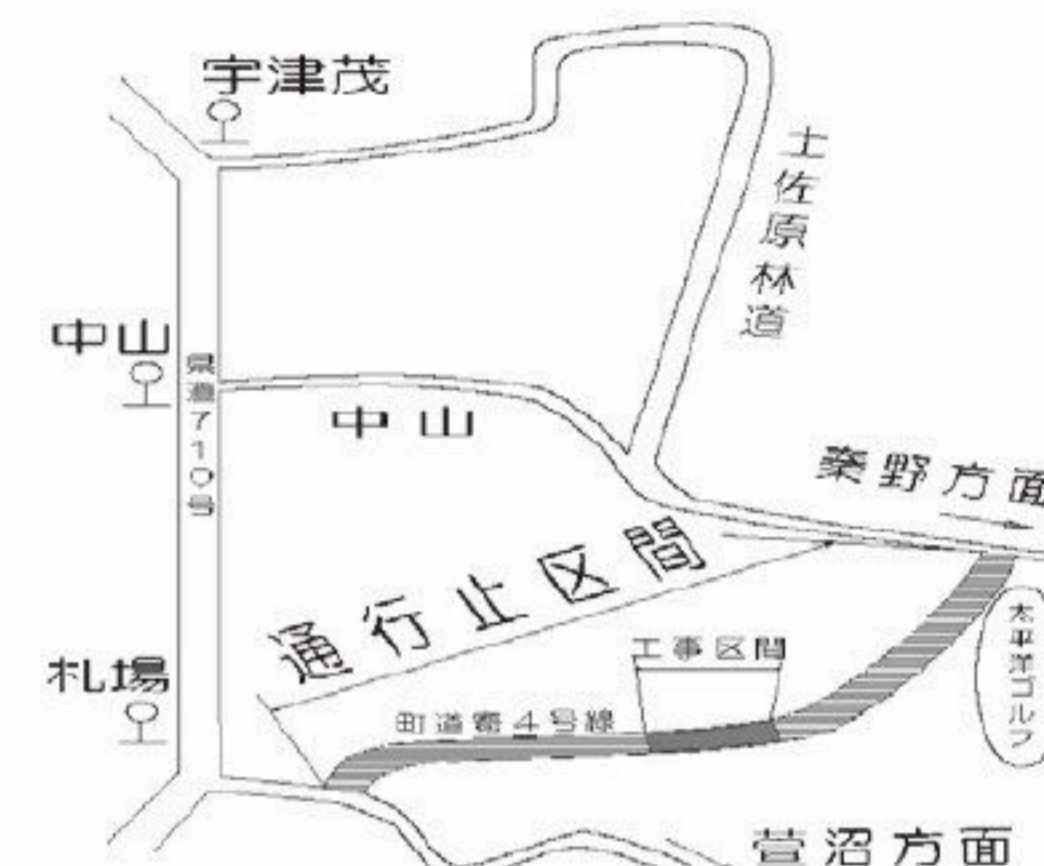 宇津茂
土佐原林道
中山
県道710号
中山
秦野方面
通行止区間
工事区間
太平洋ゴルフ
札場
町道寄4号線
萱沼方面